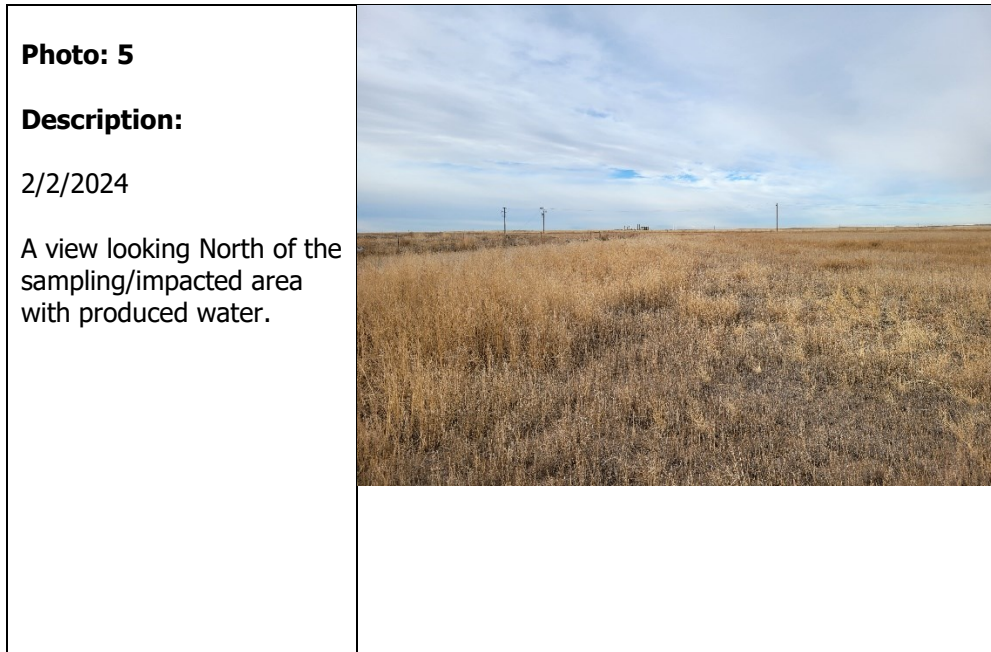 Photo: 5
Description:
2/2/2024
A view looking North of the
sampling/impacted area
with produced water.